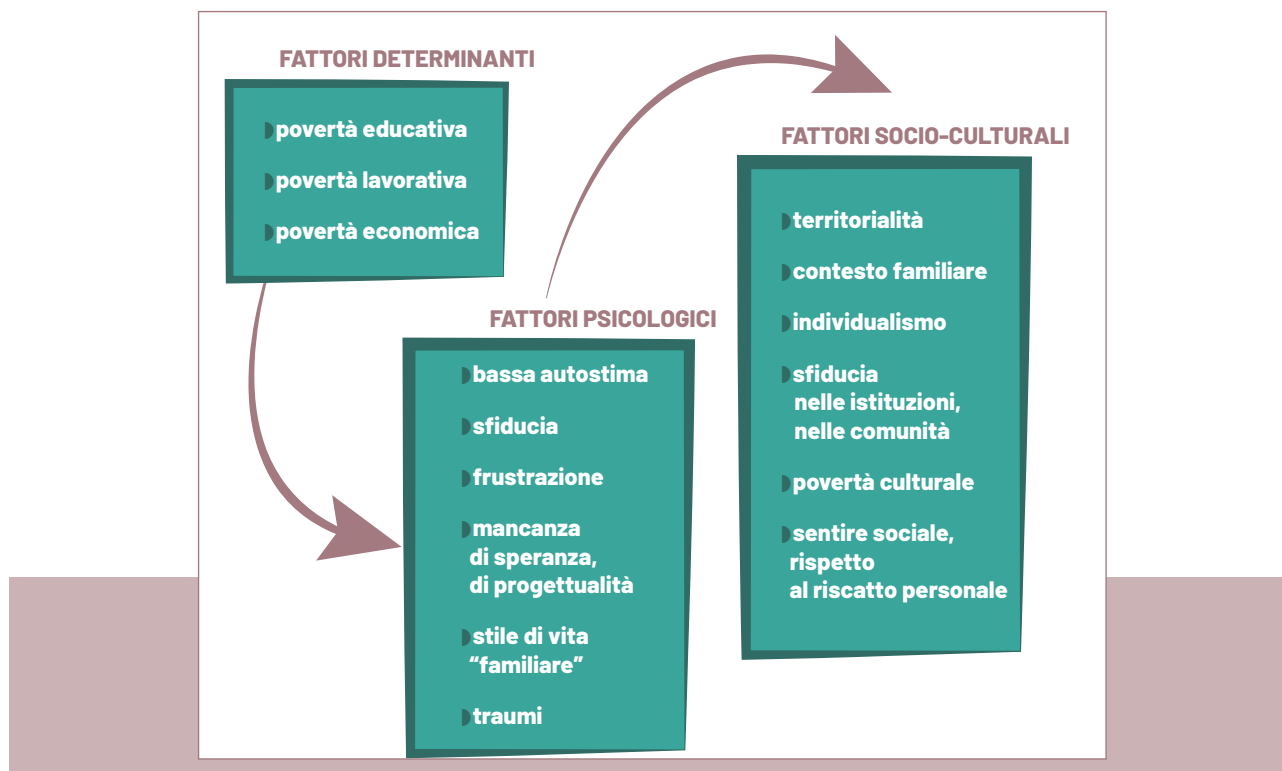 FATTORI DETERMINANTI
povertà educativa
povertà lavorativa
povertà economica
FATTORI PSICOLOGICI
bassa autostima
sfiducia
frustrazione
mancanza
di speranza,
di progettualità
stile di vita
“familiare”
traumi
FATTORI SOCIO-CULTURALI
territorialità
contesto familiare
individualismo
sfiducia
nelle istituzioni,
nelle comunità
povertà culturale
sentire sociale,
rispetto
al riscatto personale